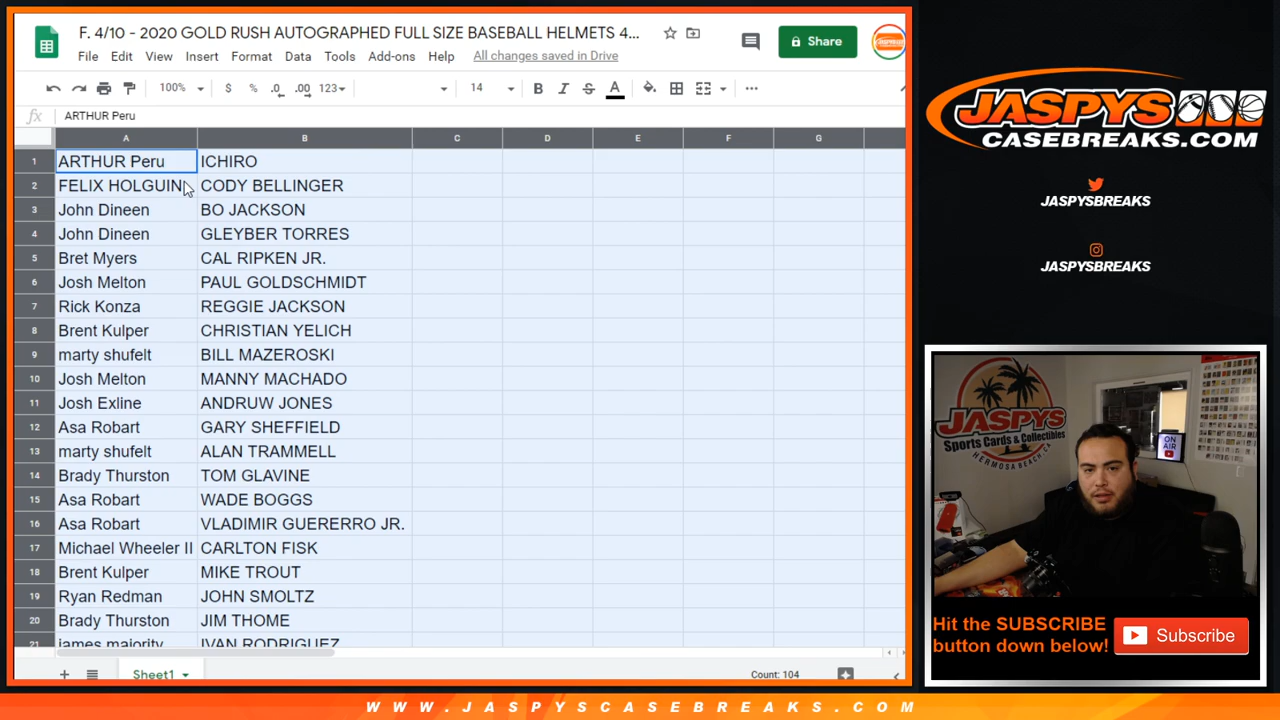 F. 4/10 - 2020 GOLD RUSH AUTOGRAPHED FULL SIZE BASEBALL HELMETS 4...
File Edit View Insert Format Data Tools Add-ons Help All changes saved in Drive
Share
100% $ % .0 .00 123 14 B I S A
fx ARTHUR Peru
A B C D E F G
1 ARTHUR Peru ICHIRO
2 FELIX HOLGUIN CODY BELLINGER
3 John Dineen BO JACKSON
4 John Dineen GLEYBER TORRES
5 Bret Myers CAL RIPKEN JR.
6 Josh Melton PAUL GOLDSCHMIDT
7 Rick Konza REGGIE JACKSON
8 Brent Kulper CHRISTIAN YELICH
9 marty shufelt BILL MAZEROSKI
10 Josh Melton MANNY MACHADO
11 Josh Exline ANDRUW JONES
12 Asa Robart GARY SHEFFIELD
13 marty shufelt ALAN TRAMMELL
14 Brady Thurston TOM GLAVINE
15 Asa Robart WADE BOGGS
16 Asa Robart VLADIMIR GUERERRO JR.
17 Michael Wheeler II CARLTON FISK
18 Brent Kulper MIKE TROUT
19 Ryan Redman JOHN SMOLTZ
20 Brady Thurston JIM THOME
21 james majority IVAN RODRIGUEZ
Sheet1
Count: 104
JASPYS
CASEBREAKS.COM
JASPYSBREAKS
JASPYSBREAKS
JASPYS
Sports Cards & Collectibles
HERMOSA BEACH CA
ON AIR
Hit the SUBSCRIBE
button down below!
Subscribe
WWW.JASPYSCASEBREAKS.COM